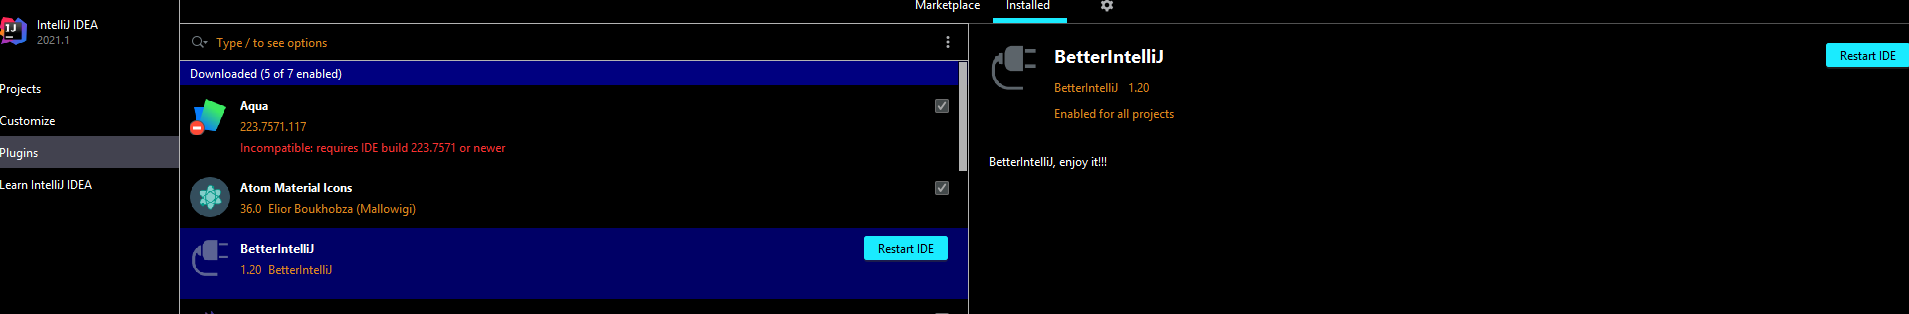 IntelliJ IDEA
2021.1
Projects
Customize
Plugins
Learn IntelliJ IDEA
Marketplace
Installed
Type / to see options
Downloaded (5 of 7 enabled)
Aqua
223.7571.117
Incompatible: requires IDE build 223.7571 or newer
Atom Material Icons
36.0 Elior Boukhobza (Mallowigi)
BetterIntelliJ
Restart IDE
1.20 BetterIntelliJ
BetterIntelliJ
Restart IDE
BetterIntelliJ 1.20
Enabled for all projects
BetterIntelliJ, enjoy it!!!